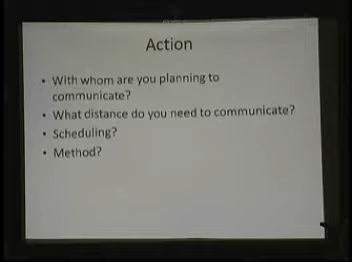 Action
• With whom are you planning to
communicate?
• What distance do you need to communicate?
• Scheduling?
• Method?